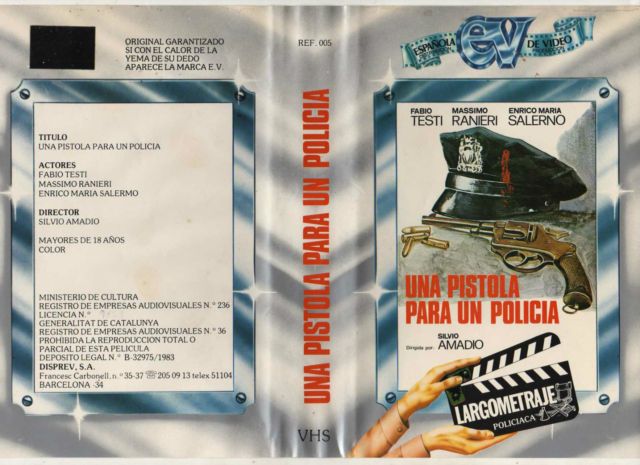 ORIGINAL GARANTIZADO
SI CON EL CALOR DE LA
YEMA DE SU DEDO
APARECE LA MARCA E.V.
TITULO
UNA PISTOLA PARA UN POLICIA
ACTORES
FABIO TESTI
MASSIMO RANIERI
ENRICO MARIA SALERMO
DIRECTOR
SILVIO AMADIO
MAYORES DE 18 AÑOS
COLOR
MINISTERIO DE CULTURA
REGISTRO DE EMPRESAS AUDIOVISUALES N.º 236
LICENCIA N.º
GENERALITAT DE CATALUNYA
REGISTRO DE EMPRESAS AUDIOVISUALES N.º 36
PROHIBIDA LA REPRODUCCION TOTAL O
PARCIAL DE ESTA PELICULA
DEPOSITO LEGAL N.º B-32975/1983
DISPREV, S.A.
Francesc Carbonell, n.º 35-37 ☎ 205 09 13 telex 51104
BARCELONA -34
REF. 005
UNA PISTOLA PARA UN POLICIA
VHS
ESPAÑOLA ev DE VIDEO
FABIO TESTI
MASSIMO RANIERI
ENRICO MARIA SALERNO
UNA PISTOLA
PARA UN POLICIA
Dirigida por: SILVIO AMADIO
LARGOMETRAJE
POLICIACA